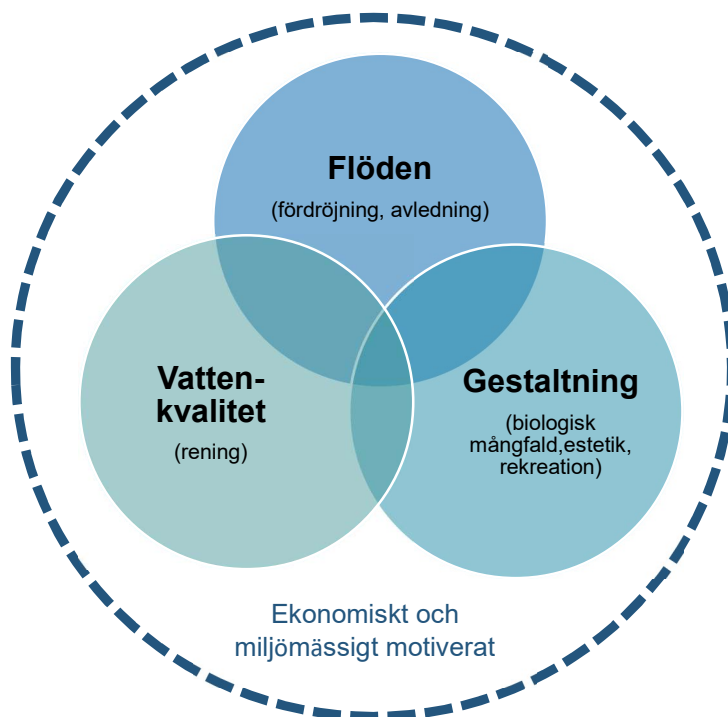 Flöden
(fördröjning, avledning)
Vatten-
kvalitet
(rening)
Gestaltning
(biologisk
mångfald,estetik,
rekreation)
Ekonomiskt och
miljömässigt motiverat